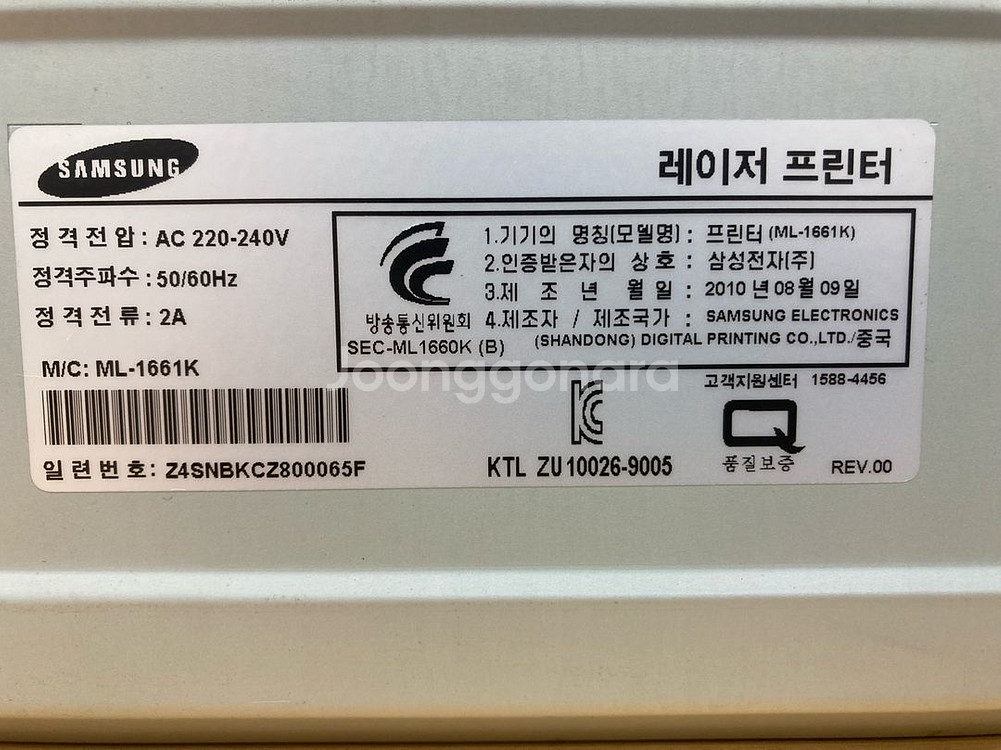 SAMSUNG
레이저 프린터
정격전압 : AC 220-240V
정격주파수 : 50/60Hz
정격전류 : 2A
M/C: ML-1661K
일련번호: Z4SNBKCZ800065F
방송통신위원회
SEC-ML1660K (B)
1.기기의 명칭(모델명) : 프린터 (ML-1661K)
2.인증받은자의 상호 : 삼성전자(주)
3.제 조 년 월 일 : 2010 년 08 월 09 일
4.제조자 / 제조국가 : SAMSUNG ELECTRONICS
(SHANDONG) DIGITAL PRINTING CO.,LTD./중국
Joonggonara
고객지원센터 1588-4456
KTL ZU10026-9005
Q
품질보증
REV.00